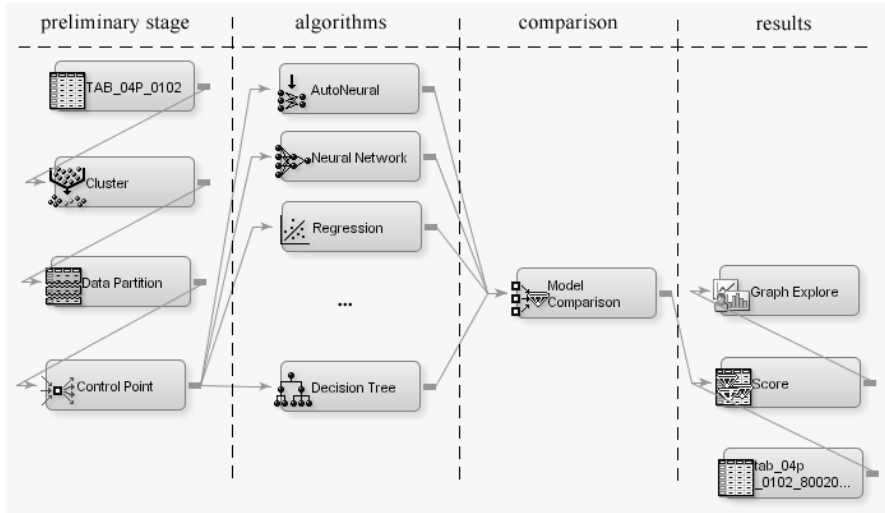 preliminary stage
algorithms
comparison
results
TAB_04P_0102
Cluster
Data Partition
Control Point
AutoNeural
Neural Network
Regression
...
Decision Tree
Model
Comparison
Graph Explore
Score
tab_04p
_0102_80020...